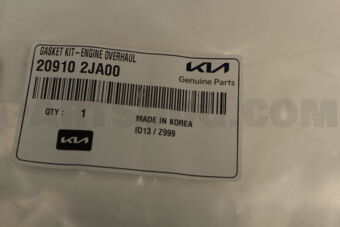 GASKET KIT-ENGINE OVERHAUL
20910 2JA00
KIA
Genuine Parts
QTY : 1
MADE IN KOREA
ID13 / Z999
KIA